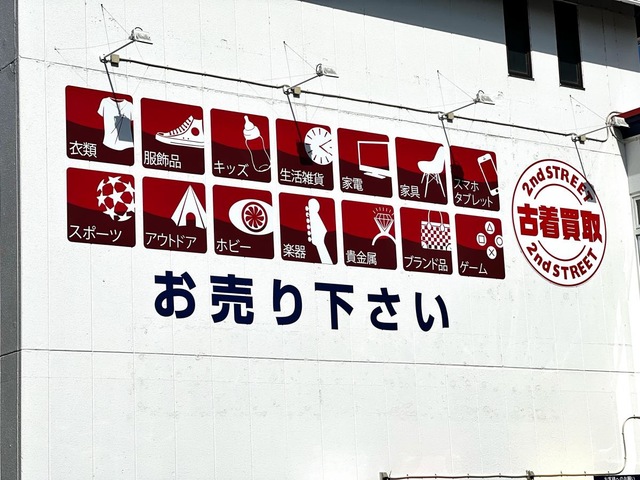 衣類
服飾品
キッズ
生活雑貨
家電
家具
スマホ
タブレット
スポーツ
アウトドア
ホビー
楽器
貴金属
ブランド品
ゲーム
お売り下さい
2nd STREET
古着買取
2nd STREET